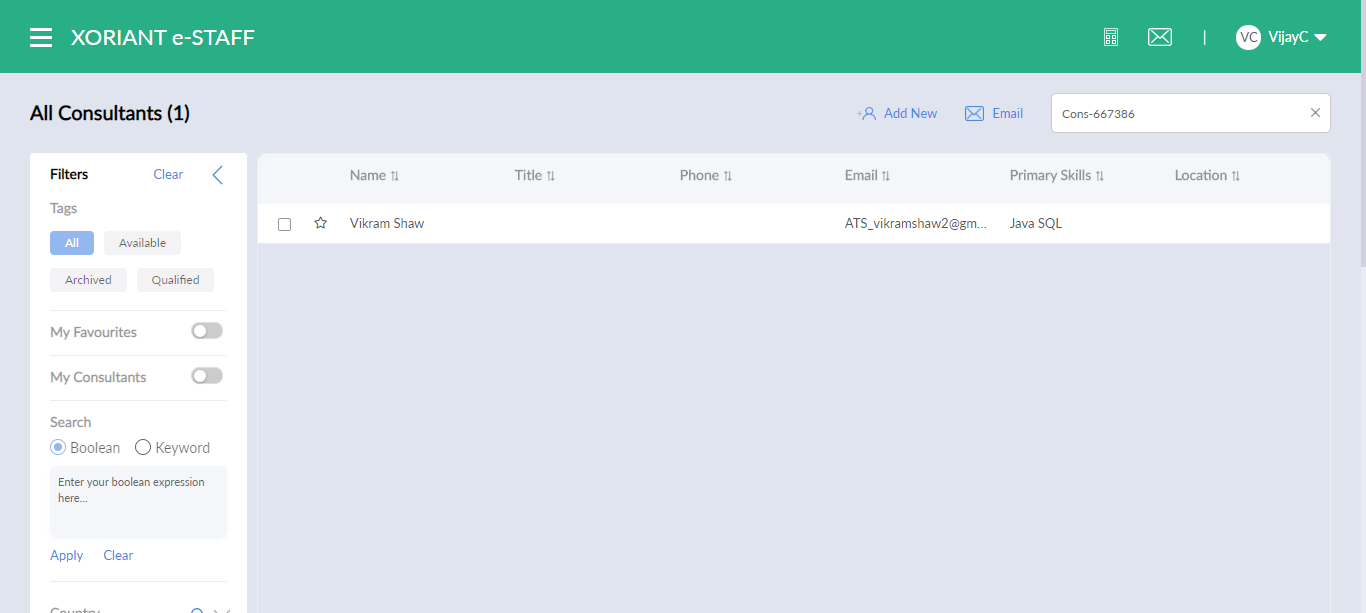 XORIANT e-STAFF
VC VijayC
All Consultants (1)
Add New
Email
Cons-667386
Filters Clear
Tags
All Available
Archived Qualified
My Favourites
My Consultants
Search
Boolean Keyword
Enter your boolean expression
here...
Apply Clear
Country
Name Title Phone Email Primary Skills Location
Vikram Shaw ATS_vikramshaw2@gm... Java SQL